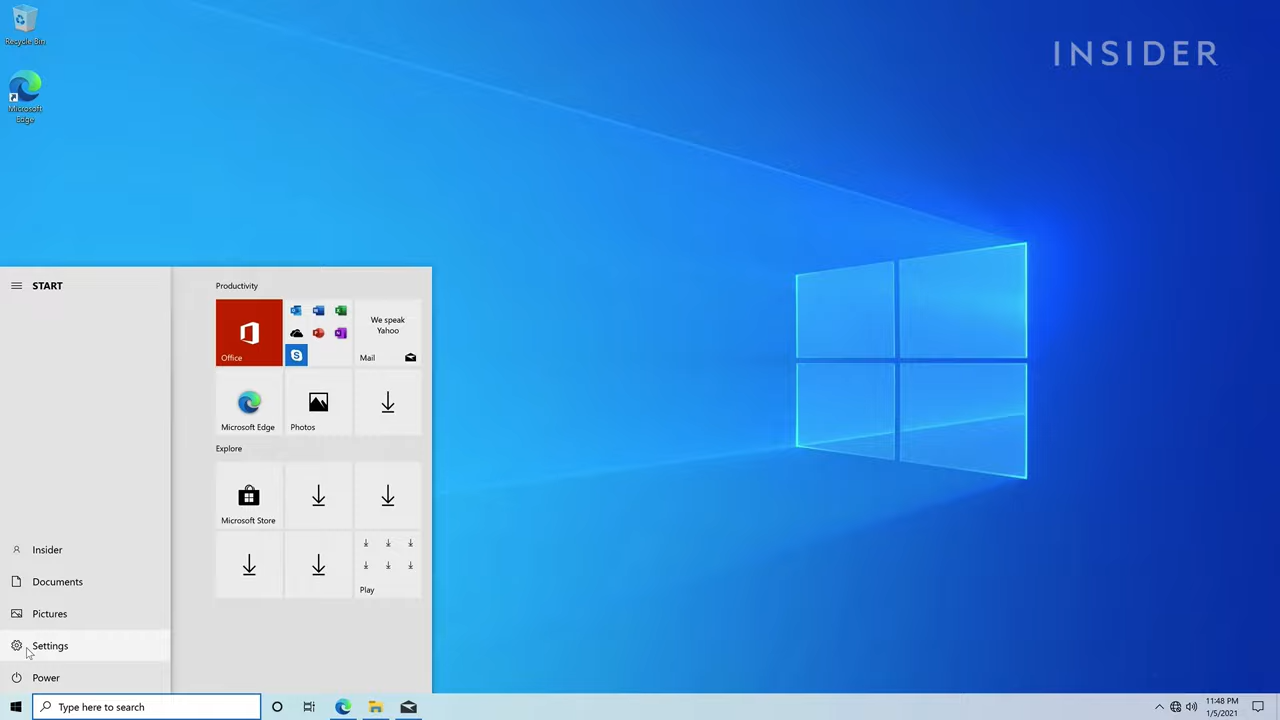 Recycle Bin
INSIDER
Microsoft
Edge
START
Productivity
Office
We speak
Yahoo
Mail
Microsoft Edge
Photos
Explore
Microsoft Store
Play
Insider
Documents
Pictures
Settings
Power
Type here to search
11:48 PM
1/5/2021